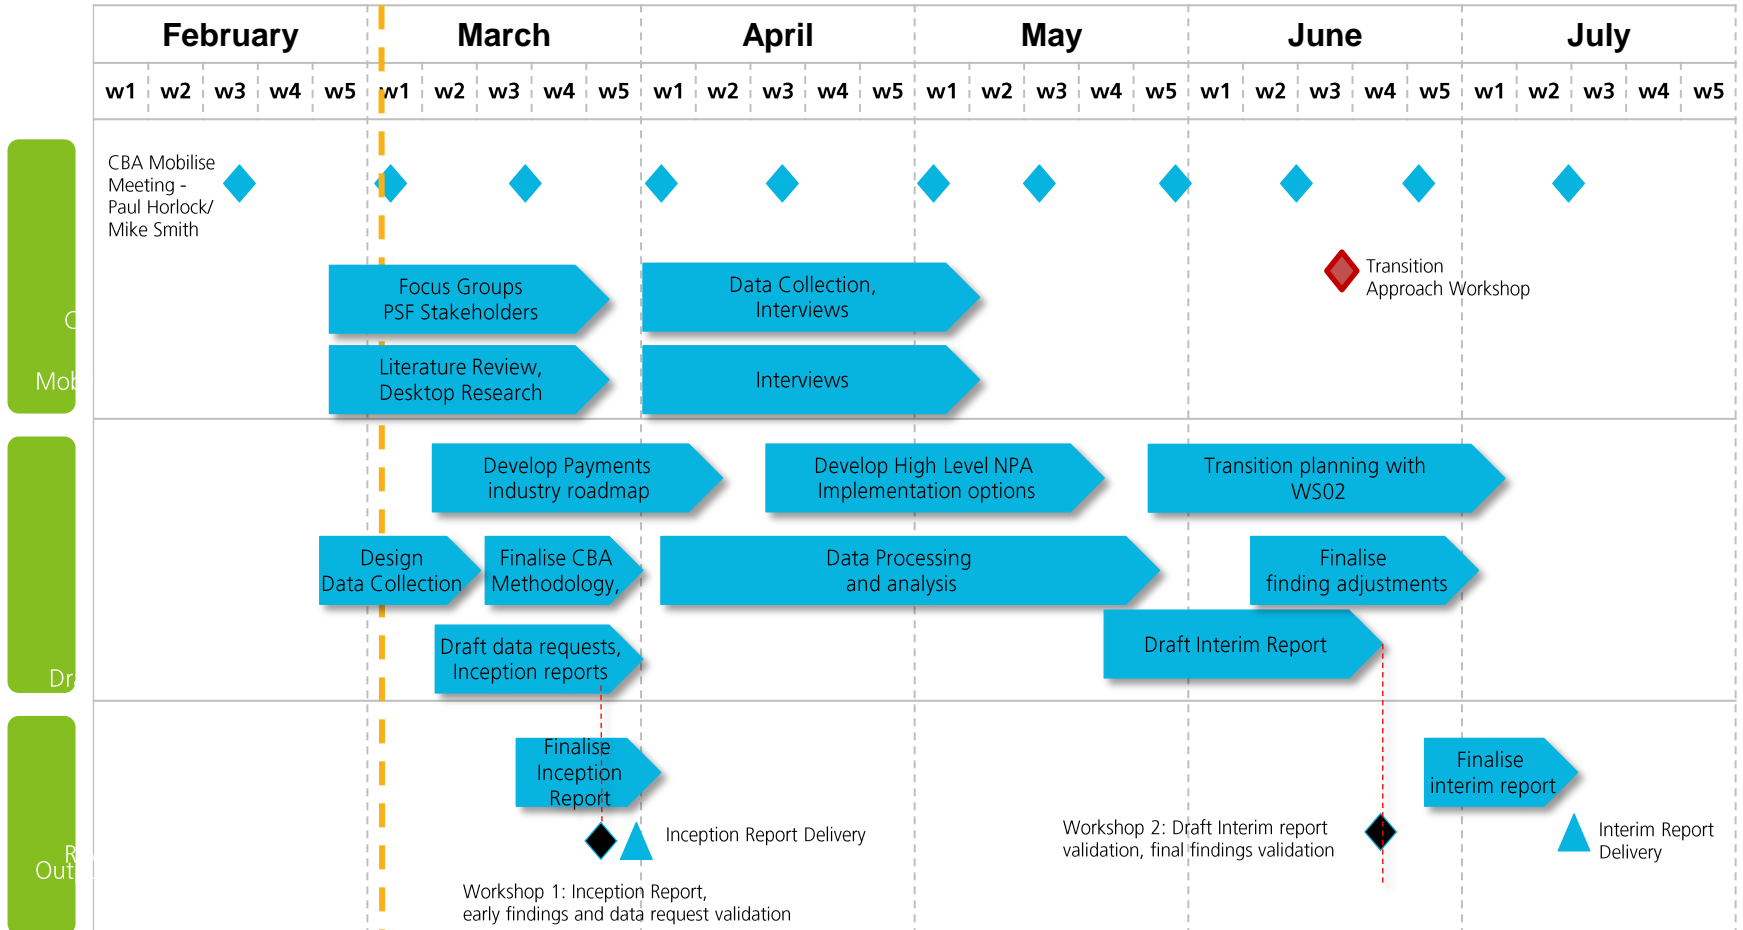 February March April May June July
w1 w2 w3 w4 w5 w1 w2 w3 w4 w5 w1 w2 w3 w4 w5 w1 w2 w3 w4 w5 w1 w2 w3 w4 w5 w1 w2 w3 w4 w5
CBA Mobilise
Meeting -
Paul Horlock/
Mike Smith
Transition
Approach Workshop
Focus Groups
PSF Stakeholders
Data Collection,
Interviews
Literature Review,
Desktop Research
Interviews
C
Mob
Develop Payments
industry roadmap
Develop High Level NPA
Implementation options
Transition planning with
WS02
Design
Data Collection
Finalise CBA
Methodology,
Data Processing
and analysis
Finalise
finding adjustments
Draft data requests,
Inception reports
Draft Interim Report
Dr
Finalise
Inception
Report
Finalise
interim report
Inception Report Delivery
Workshop 2: Draft Interim report
validation, final findings validation
Interim Report
Delivery
R
Out
Workshop 1: Inception Report,
early findings and data request validation